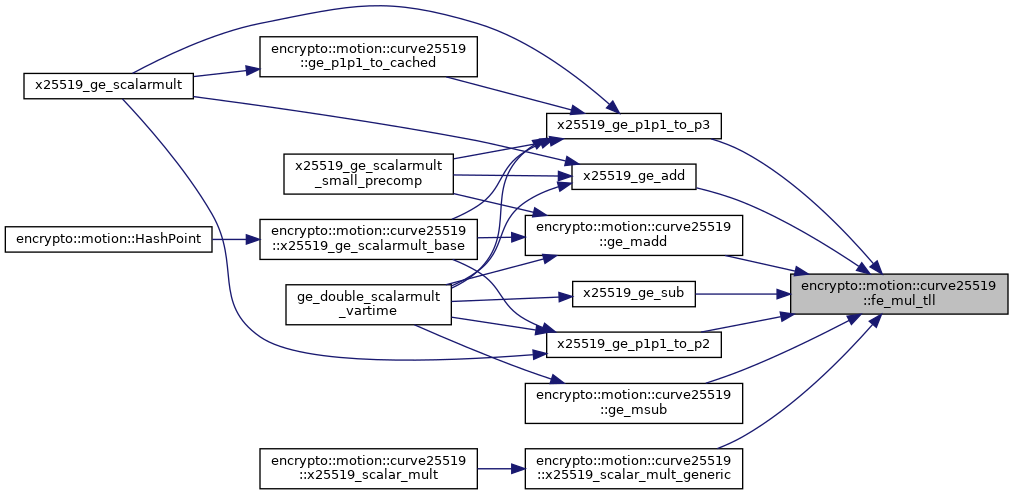 encrypto::motion::curve25519
::ge_p1p1_to_cached
x25519_ge_scalarmult
x25519_ge_p1p1_to_p3
x25519_ge_scalarmult
_small_precomp
x25519_ge_add
encrypto::motion::HashPoint
encrypto::motion::curve25519
::x25519_ge_scalarmult_base
encrypto::motion::curve25519
::ge_madd
ge_double_scalarmult
_vartime
x25519_ge_sub
encrypto::motion::curve25519
::fe_mul_tll
x25519_ge_p1p1_to_p2
encrypto::motion::curve25519
::ge_msub
encrypto::motion::curve25519
::x25519_scalar_mult
encrypto::motion::curve25519
::x25519_scalar_mult_generic